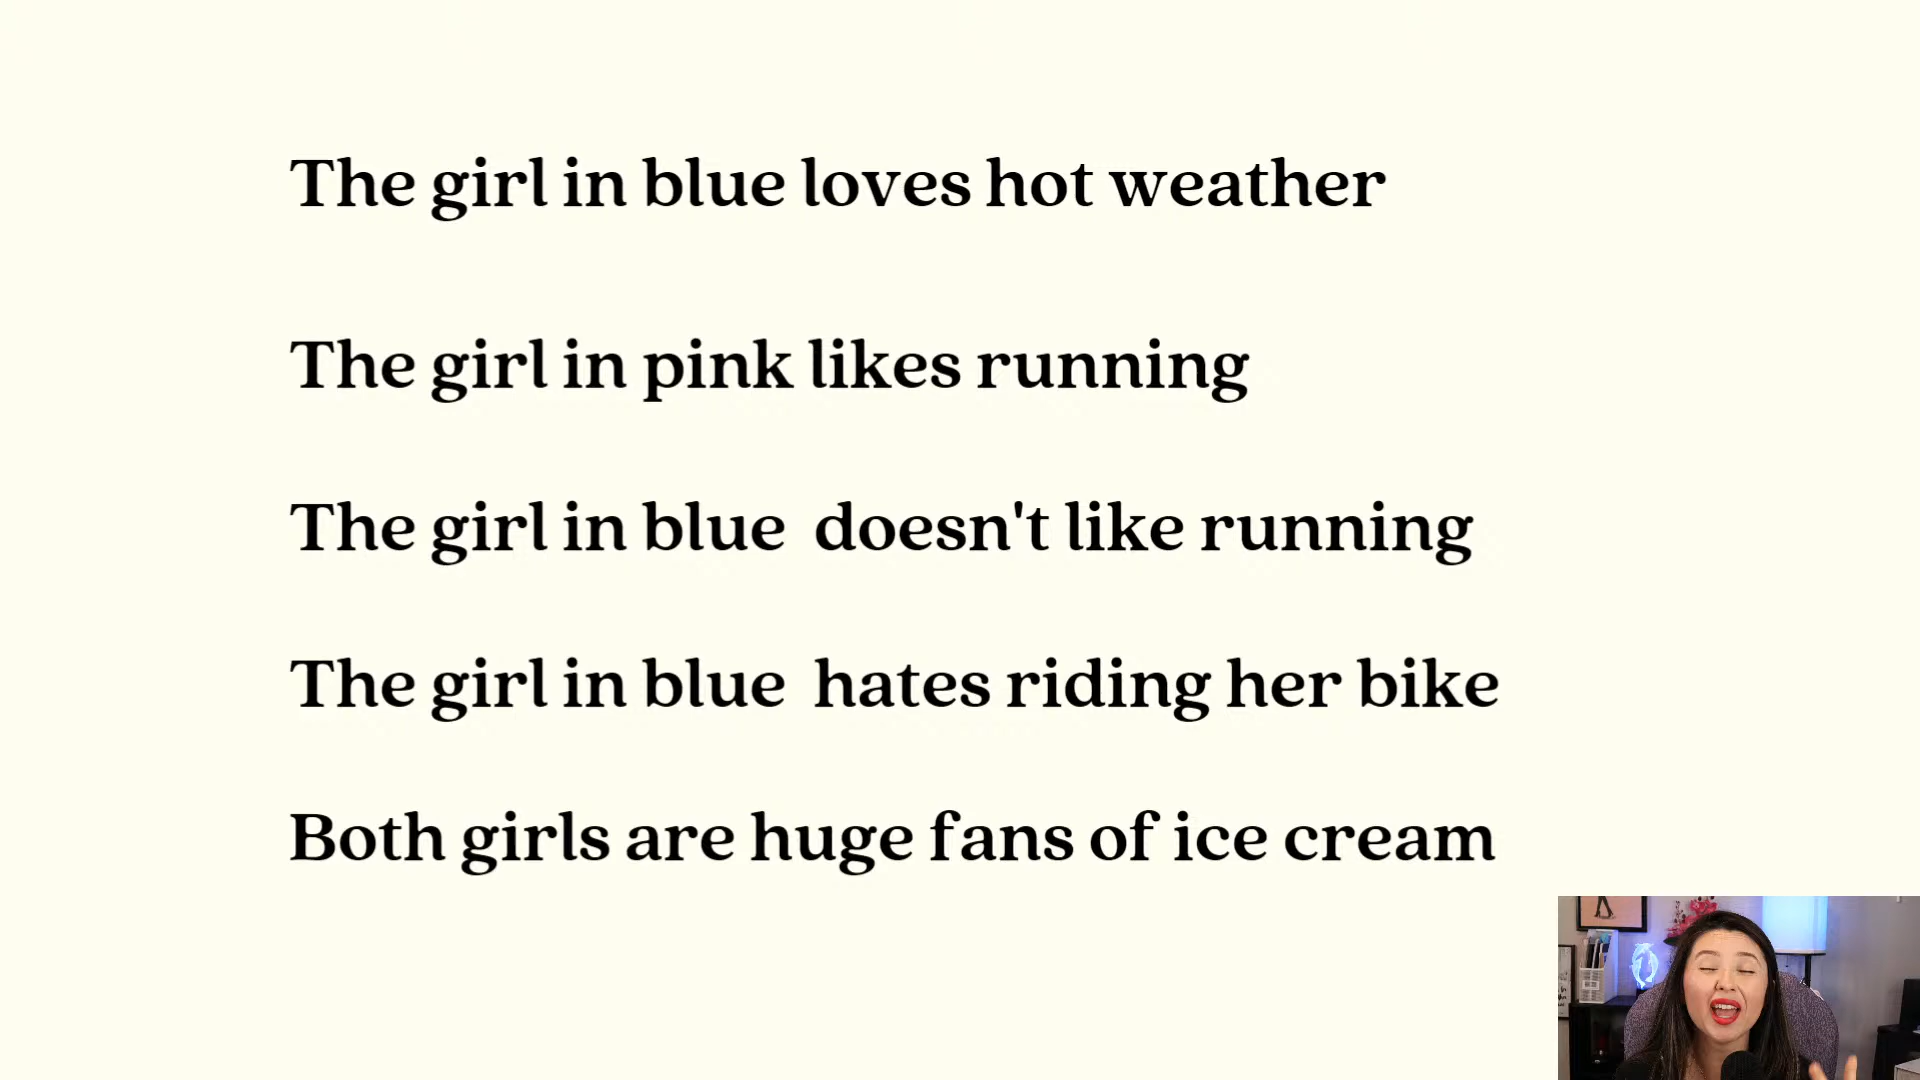 The girl in blue loves hot weather
The girl in pink likes running
The girl in blue  doesn't like running
The girl in blue  hates riding her bike
Both girls are huge fans of ice cream